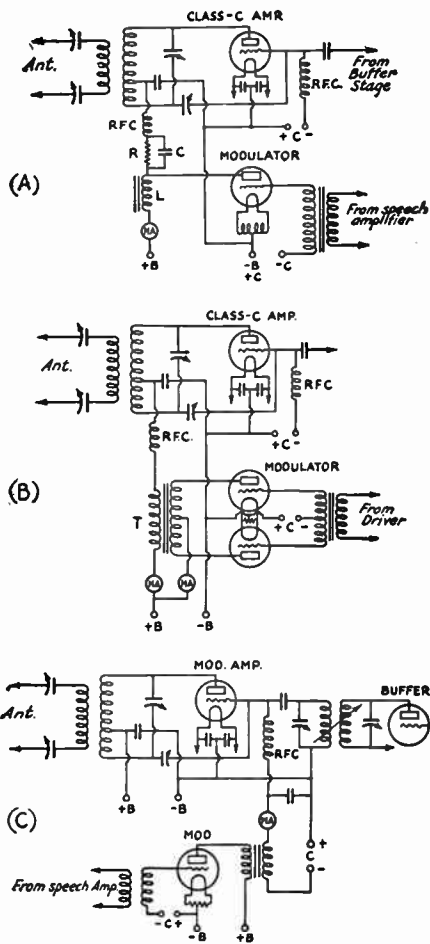 CLASS-C AMR
Ant.
From
Buffer
Stage
R.F.C.
+ C -
RFC
R
C
MODULATOR
(A)
L
From speech
amplifier
MA
+B
-B
+C
-C
CLASS-C AMP.
Ant.
RFC
+ C -
R.F.C.
MODULATOR
(B)
T
+ C -
From
Driver
MA
MA
+B
-B
MOD. AMP.
BUFFER
Ant.
RFC
+B
-B
(C)
MA
MOD
+
C
-
From speech Amp.
- C +
-B
+B